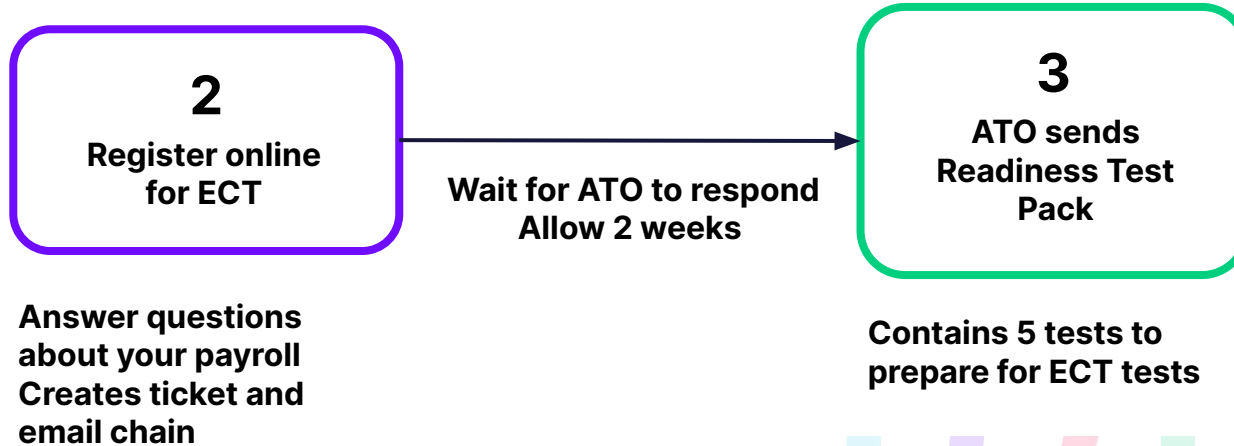 2
Register online
for ECT
Answer questions
about your payroll
Creates ticket and
email chain
Wait for ATO to respond
Allow 2 weeks
3
ATO sends
Readiness Test
Pack
Contains 5 tests to
prepare for ECT tests